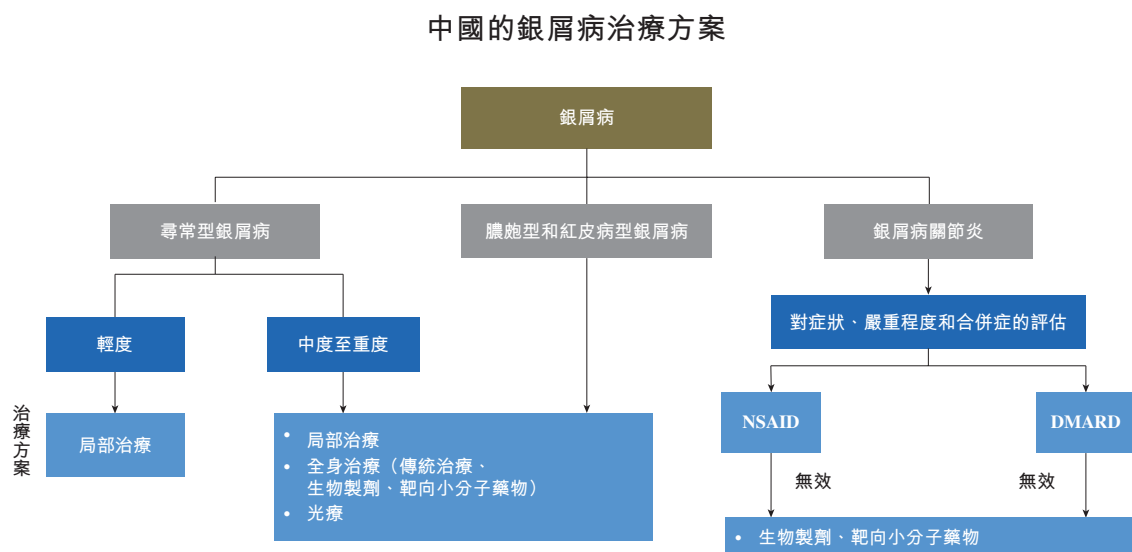 中國的銀屑病治療方案
銀屑病
尋常型銀屑病
膿皰型和紅皮病型銀屑病
銀屑病關節炎
輕度
中度至重度
對症狀、嚴重程度和合併症的評估
治療方案
局部治療
• 局部治療
• 全身治療（傳統治療、
生物製劑、靶向小分子藥物）
• 光療
NSAID
DMARD
無效
無效
• 生物製劑、靶向小分子藥物